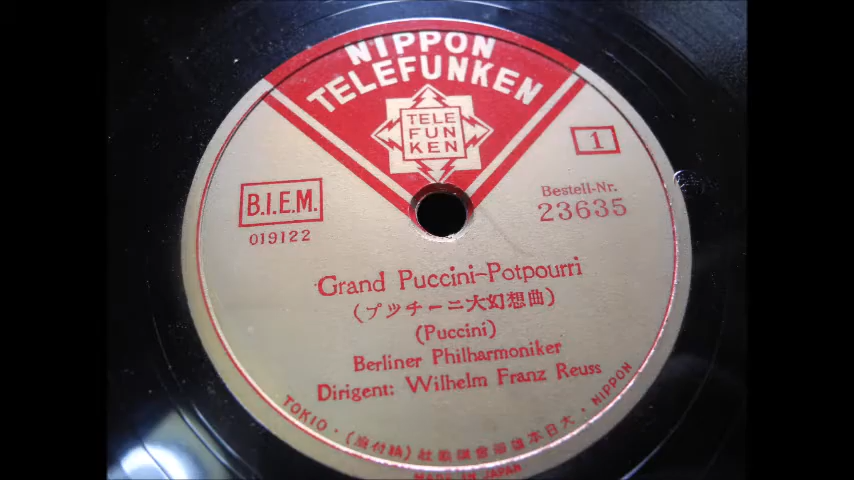 NIPPON
TELEFUNKEN
TELE
FUN
KEN
1
B.I.E.M.
019122
Bestell-Nr.
23635
Grand Puccini-Potpourri
(プッチーニ大幻想曲)
(Puccini)
Berliner Philharmoniker
Dirigent: Wilhelm Franz Reuss
TOKIO · NIPPON
MADE IN JAPAN